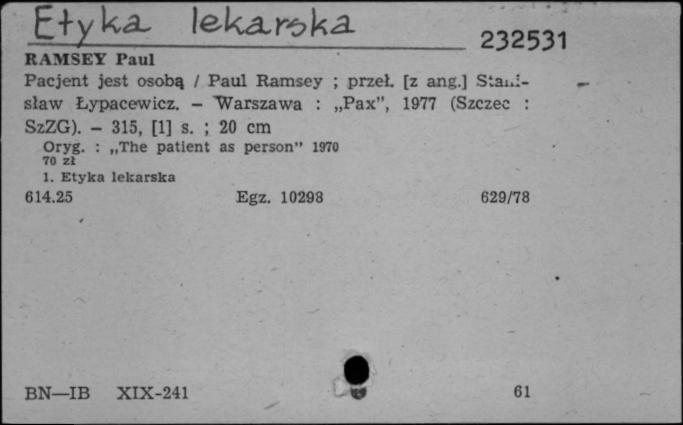 Etyka lekarska
232531
RAMSEY Paul
Pacjent jest osobą / Paul Ramsey ; przeł. [z ang.] Stani-
sław Łypacewicz. — Warszawa : „Pax”, 1977 (Szczec :
SzZG). — 315, [1] s. ; 20 cm
Oryg. : „The patient as person” 1970
70 zł
1. Etyka lekarska
614.25 Egz. 10298 629/78
BN—IB XIX-241 61